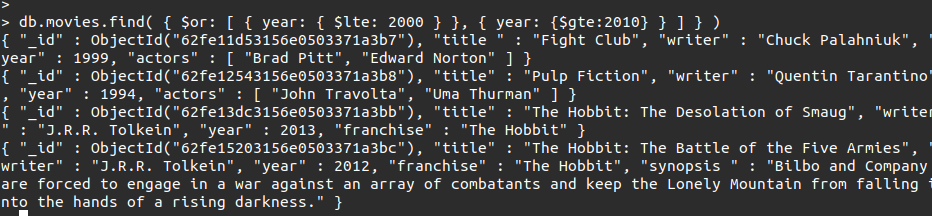 >
> db.movies.find( { $or: [ { year: { $lte: 2000 } }, { year: {$gte:2010} } ] } )
{ "_id" : ObjectId("62fe11d53156e0503371a3b7"), "title " : "Fight Club", "writer" : "Chuck Palahniuk", "
year" : 1999, "actors" : [ "Brad Pitt", "Edward Norton" ] }
{ "_id" : ObjectId("62fe12543156e0503371a3b8"), "title" : "Pulp Fiction", "writer" : "Quentin Tarantino"
, "year" : 1994, "actors" : [ "John Travolta", "Uma Thurman" ] }
{ "_id" : ObjectId("62fe13dc3156e0503371a3bb"), "title" : "The Hobbit: The Desolation of Smaug", "writer
" : "J.R.R. Tolkein", "year" : 2013, "franchise" : "The Hobbit" }
{ "_id" : ObjectId("62fe15203156e0503371a3bc"), "title" : "The Hobbit: The Battle of the Five Armies", "
writer" : "J.R.R. Tolkein", "year" : 2012, "franchise" : "The Hobbit", "synopsis " : "Bilbo and Company
are forced to engage in a war against an array of combatants and keep the Lonely Mountain from falling i
nto the hands of a rising darkness." }